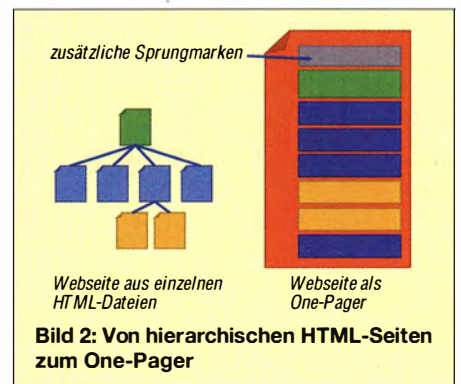 zusätzliche Sprungmarken
Webseite aus einzelnen
HTML-Dateien
Webseite als
One-Pager
Bild 2: Von hierarchischen HTML-Seiten
zum One-Pager